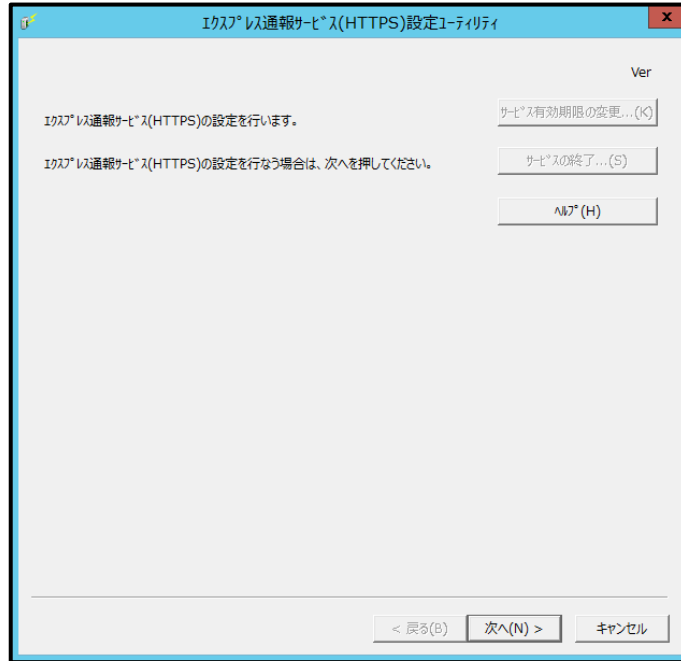 ｴｸｽﾌﾟﾚｽ通報ｻｰﾋﾞｽ(HTTPS)設定ﾕｰﾃｨﾘﾃｨ
x
Ver
ｴｸｽﾌﾟﾚｽ通報ｻｰﾋﾞｽ(HTTPS)の設定を行います。
ｻｰﾋﾞｽ有効期限の変更...(K)
ｴｸｽﾌﾟﾚｽ通報ｻｰﾋﾞｽ(HTTPS)の設定を行なう場合は、次へを押してください。
ｻｰﾋﾞｽの終了...(S)
ﾍﾙﾌﾟ(H)
< 戻る(B)
次へ(N) >
キャンセル